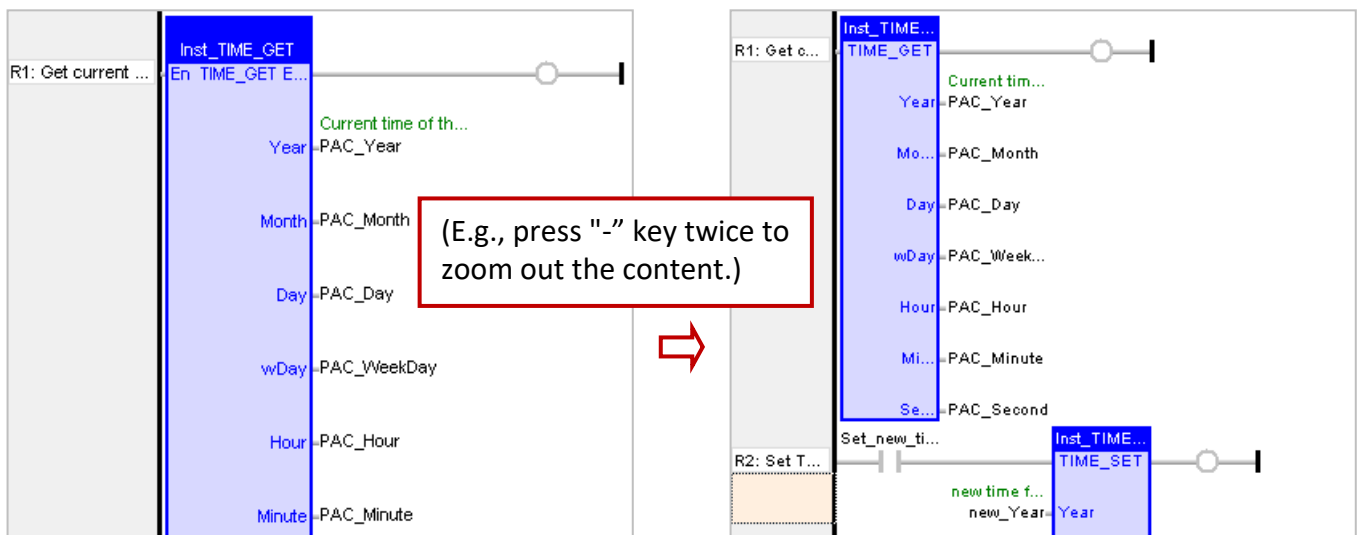 Inst_TIME_GET
R1: Get current ...
En TIME_GET E...
Current time of th...
Year PAC_Year
Month PAC_Month
Day PAC_Day
wDay PAC_WeekDay
Hour PAC_Hour
Minute PAC_Minute
(E.g., press "-” key twice to
zoom out the content.)
Inst_TIME...
R1: Get c...
TIME_GET
Current tim...
Year PAC_Year
Mo... PAC_Month
Day PAC_Day
wDay PAC_Week...
Hour PAC_Hour
Mi... PAC_Minute
Se... PAC_Second
Set_new_ti...
Inst_TIME...
R2: Set T...
TIME_SET
new time f...
new_Year Year